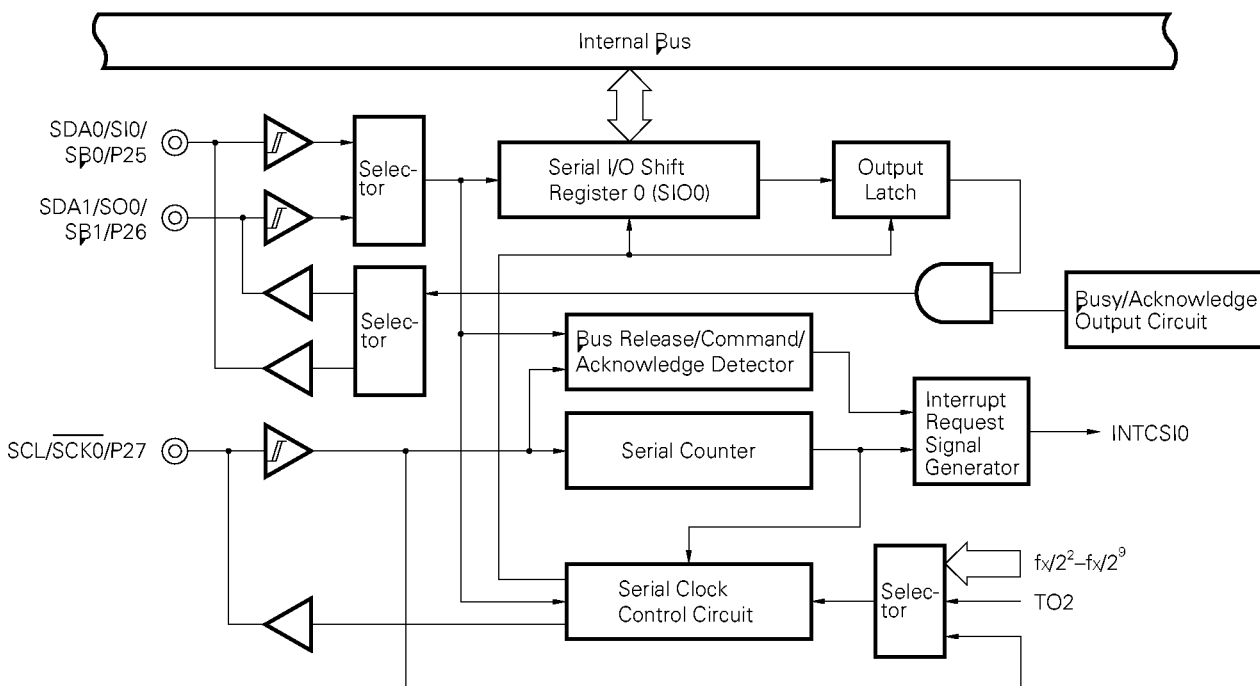 Internal Bus
SDA0/SI0/
SB0/P25
Selec-
tor
Serial I/O Shift
Register 0 (SIO0)
Output
Latch
SDA1/SO0/
SB1/P26
Selec-
tor
Busy/Acknowledge
Output Circuit
Bus Release/Command/
Acknowledge Detector
Interrupt
Request
Signal
Generator
INTCSI0
SCL/S̅C̅K̅0̅/P27
Serial Counter
Serial Clock
Control Circuit
Selec-
tor
fx/2²–fx/2⁹
TO2